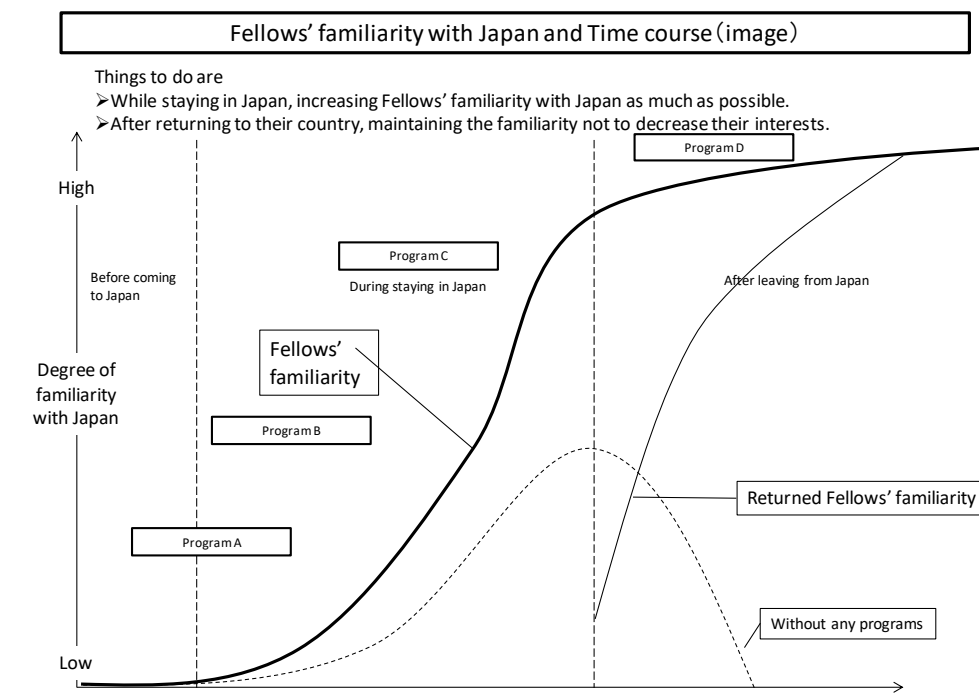 Fellows’ familiarity with Japan and Time course（image）
Things to do are
➢While staying in Japan, increasing Fellows’ familiarity with Japan as much as possible.
➢After returning to their country, maintaining the familiarity not to decrease their interests.
Program D
High
Program C
Before coming
to Japan
During staying in Japan
After leaving from Japan
Fellows’
familiarity
Degree of
familiarity
with Japan
Program B
Returned Fellows’ familiarity
Program A
Without any programs
Low